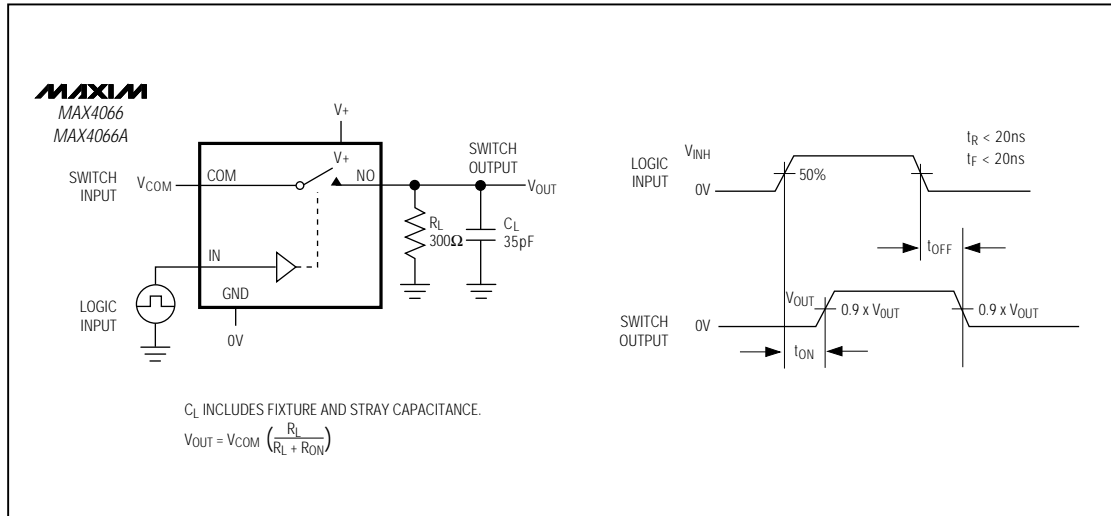 MAXIM
MAX4066
MAX4066A
V+
SWITCH
INPUT
VCOM
COM
V+
NO
SWITCH
OUTPUT
VOUT
RL
300Ω
CL
35pF
IN
LOGIC
INPUT
GND
0V
CL INCLUDES FIXTURE AND STRAY CAPACITANCE.
VOUT = VCOM (RL / RL + RON)
LOGIC
INPUT
VINH
0V
50%
tR < 20ns
tF < 20ns
tOFF
SWITCH
OUTPUT
VOUT
0V
0.9 x VOUT
0.9 x VOUT
tON